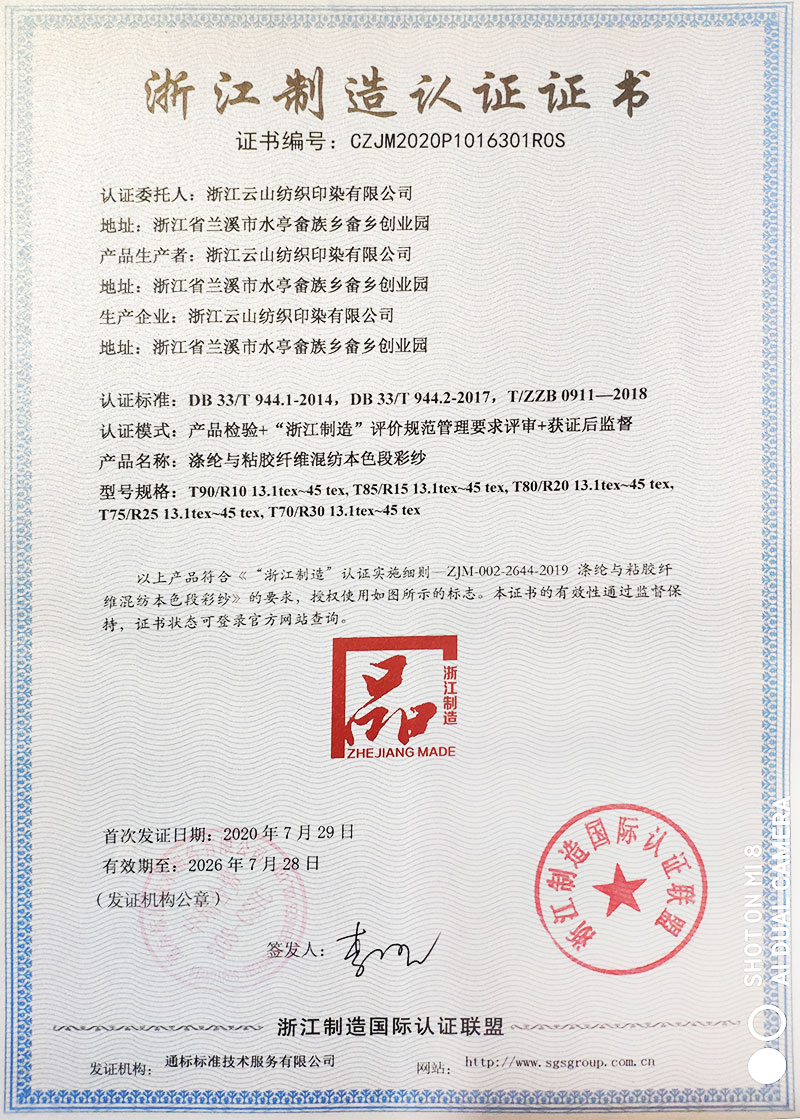 浙江制造认证证书
证书编号：CZJM2020P1016301R0S
认证委托人：浙江云山纺织印染有限公司
地址：浙江省兰溪市水亭畲族乡畲乡创业园
产品生产者：浙江云山纺织印染有限公司
地址：浙江省兰溪市水亭畲族乡畲乡创业园
生产企业：浙江云山纺织印染有限公司
地址：浙江省兰溪市水亭畲族乡畲乡创业园
认证标准：DB 33/T 944.1-2014，DB 33/T 944.2-2017，T/ZZB 0911—2018
认证模式：产品检验+“浙江制造”评价规范管理要求评审+获证后监督
产品名称：涤纶与粘胶纤维混纺本色段彩纱
型号规格：T90/R10 13.1tex~45 tex, T85/R15 13.1tex~45 tex, T80/R20 13.1tex~45 tex,
T75/R25 13.1tex~45 tex, T70/R30 13.1tex~45 tex
以上产品符合《“浙江制造”认证实施细则—ZJM-002-2644-2019 涤纶与粘胶纤
维混纺本色段彩纱》的要求，授权使用如图所示的标志。本证书的有效性通过监督保
持，证书状态可登录官方网站查询。
品
浙江制造
ZHEJIANG MADE
首次发证日期：2020 年 7 月 29 日
有效期至：2026 年 7 月 28 日
（发证机构公章）
签发人：
浙江制造国际认证联盟
浙江制造国际认证联盟
发证机构：通标标准技术服务有限公司
网站：http://www.sgsgroup.com.cn
SHOT ON MI 8
AI DUAL CAMERA